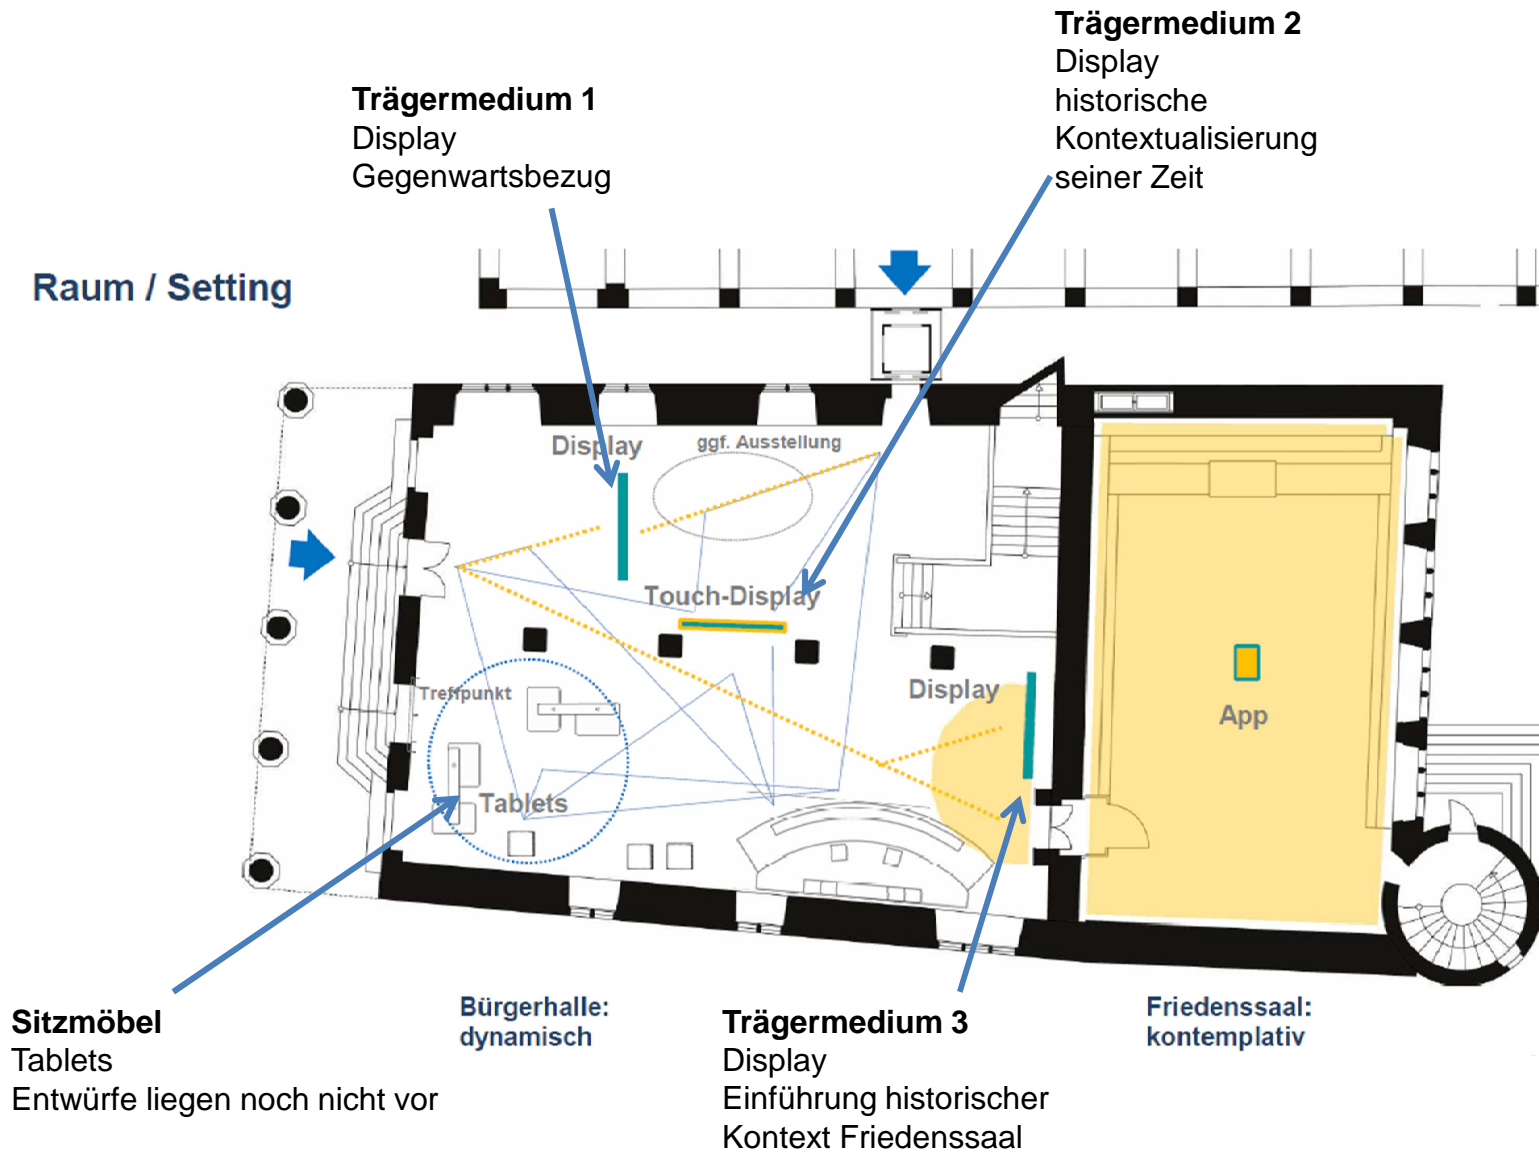 Trägermedium 2
Display
historische
Kontextualisierung
seiner Zeit
Trägermedium 1
Display
Gegenwartsbezug
Raum / Setting
Display
ggf. Ausstellung
Touch-Display
Treffpunkt
Display
App
Tablets
Sitzmöbel
Tablets
Entwürfe liegen noch nicht vor
Bürgerhalle:
dynamisch
Trägermedium 3
Display
Einführung historischer
Kontext Friedenssaal
Friedenssaal:
kontemplativ